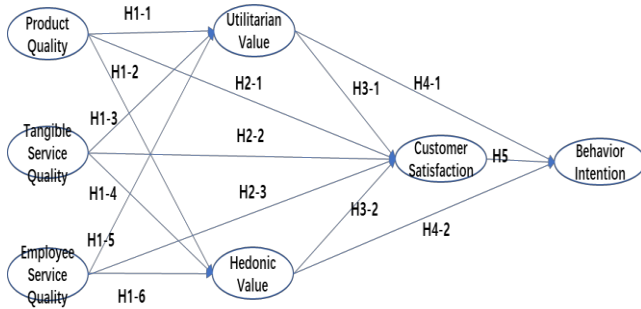 Product
Quality
H1-1
Utilitarian
Value
H1-2
H2-1
H3-1
H4-1
H1-3
Tangible
Service
Quality
H2-2
Customer
Satisfaction
H5
Behavior
Intention
H1-4
H2-3
H3-2
H1-5
H4-2
Employee
Service
Quality
H1-6
Hedonic
Value